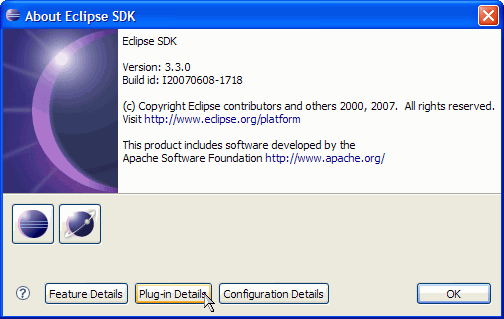 About Eclipse SDK
Eclipse SDK
Version: 3.3.0
Build id: I20070608-1718
(c) Copyright Eclipse contributors and others 2000, 2007.  All rights reserved.
Visit http://www.eclipse.org/platform
This product includes software developed by the
Apache Software Foundation http://www.apache.org/
? Feature Details Plug-in Details Configuration Details OK